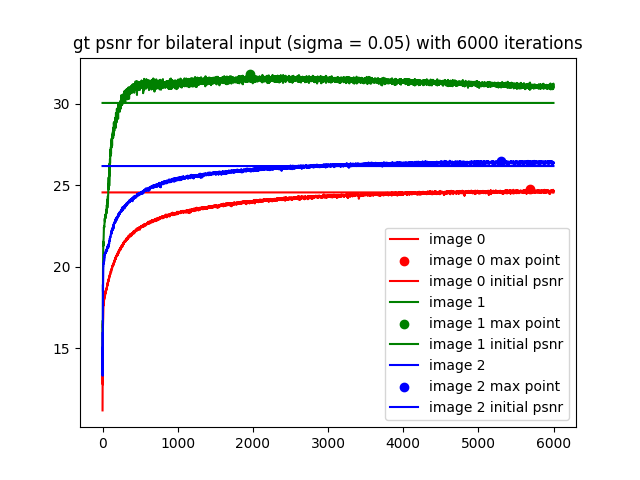 gt psnr for bilateral input (sigma = 0.05) with 6000 iterations
30
25
20
15
0
1000
2000
3000
4000
5000
6000
image 0
image 0 max point
image 0 initial psnr
image 1
image 1 max point
image 1 initial psnr
image 2
image 2 max point
image 2 initial psnr